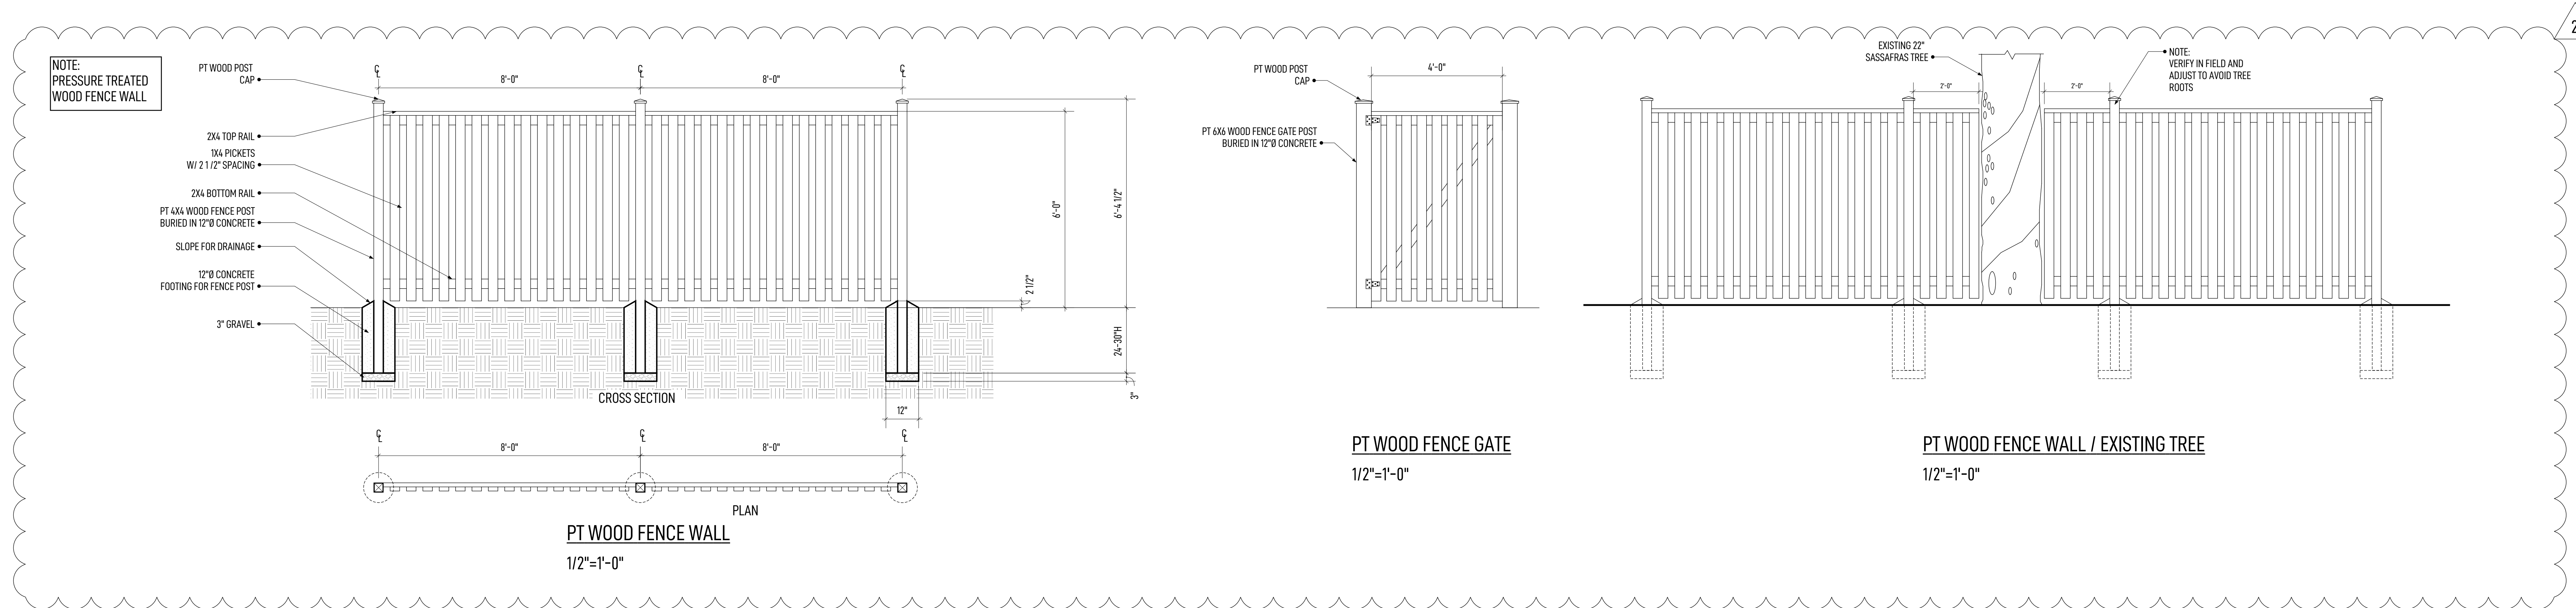 NOTE:
PRESSURE TREATED
WOOD FENCE WALL
PT WOOD POST
CAP
2X4 TOP RAIL
1X4 PICKETS
W/ 2 1 /2" SPACING
2X4 BOTTOM RAIL
PT 4X4 WOOD FENCE POST
BURIED IN 12"Ø CONCRETE
SLOPE FOR DRAINAGE
12"Ø CONCRETE
FOOTING FOR FENCE POST
3" GRAVEL
CL
8'-0"
CL
8'-0"
CL
6'-0"
6'-4 1/2"
2 1/2"
24-30"H
3"
12"
CROSS SECTION
CL
8'-0"
CL
8'-0"
CL
PLAN
PT WOOD FENCE WALL
1/2"=1'-0"
PT WOOD POST
CAP
4'-0"
PT 6X6 WOOD FENCE GATE POST
BURIED IN 12"Ø CONCRETE
PT WOOD FENCE GATE
1/2"=1'-0"
EXISTING 22"
SASSAFRAS TREE
2'-0"
2'-0"
NOTE:
VERIFY IN FIELD AND
ADJUST TO AVOID TREE
ROOTS
PT WOOD FENCE WALL / EXISTING TREE
1/2"=1'-0"